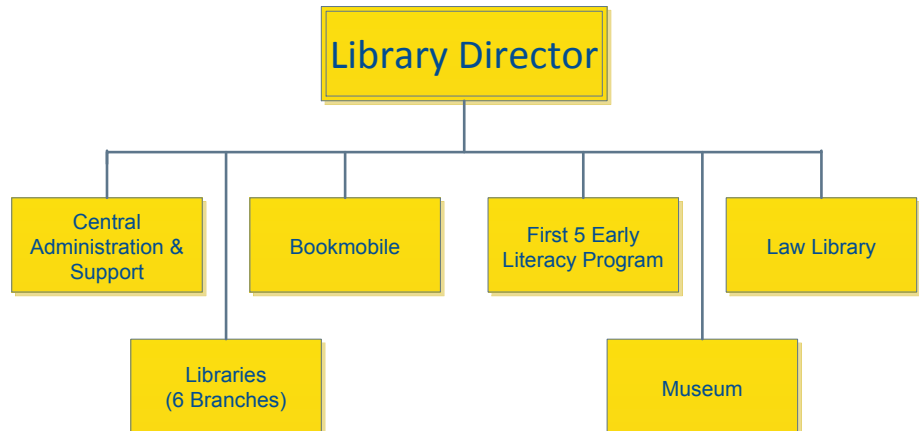 Library Director
Central
Administration &
Support
Bookmobile
First 5 Early
Literacy Program
Law Library
Libraries
(6 Branches)
Museum